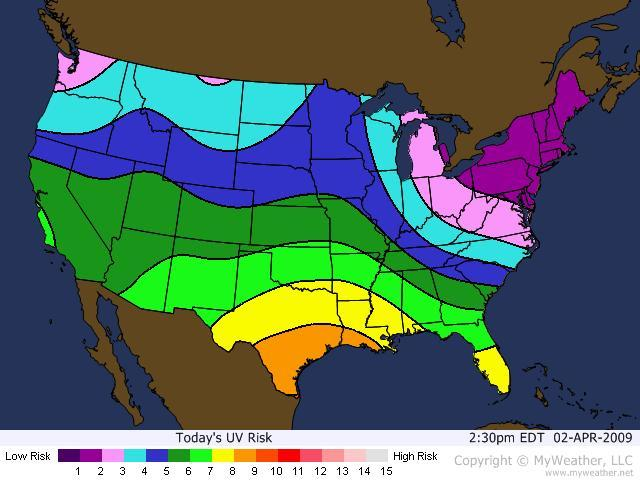 Today's UV Risk 2:30pm EDT 02-APR-2009
Low Risk High Risk
1 2 3 4 5 6 7 8 9 10 11 12 13 14 15
Copyright © MyWeather, LLC
www.myweather.net